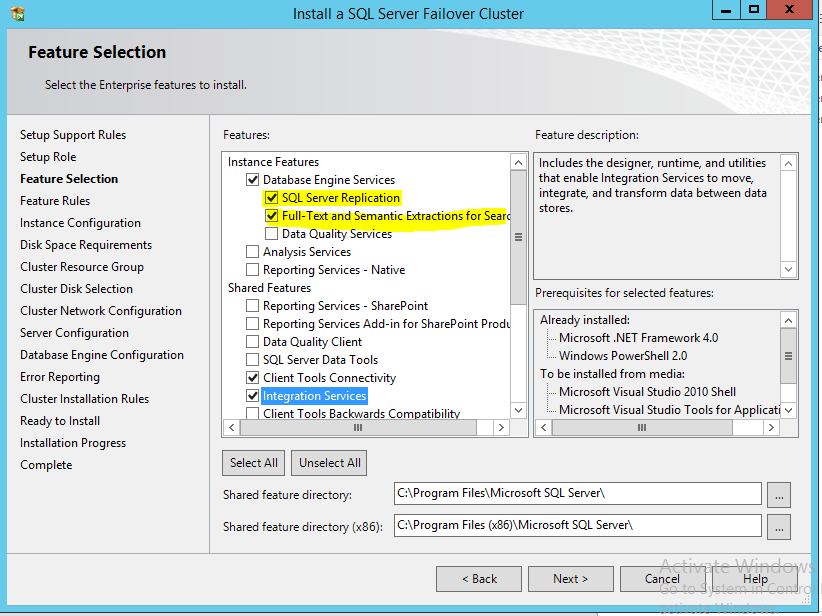 Install a SQL Server Failover Cluster
Feature Selection
Select the Enterprise features to install.
Setup Support Rules
Setup Role
Feature Selection
Feature Rules
Instance Configuration
Disk Space Requirements
Cluster Resource Group
Cluster Disk Selection
Cluster Network Configuration
Server Configuration
Database Engine Configuration
Error Reporting
Cluster Installation Rules
Ready to Install
Installation Progress
Complete
Features:
Instance Features
Database Engine Services
SQL Server Replication
Full-Text and Semantic Extractions for Searc
Data Quality Services
Analysis Services
Reporting Services - Native
Shared Features
Reporting Services - SharePoint
Reporting Services Add-in for SharePoint Produ
Data Quality Client
SQL Server Data Tools
Client Tools Connectivity
Integration Services
Client Tools Backwards Compatibility
Feature description:
Includes the designer, runtime, and utilities
that enable Integration Services to move,
integrate, and transform data between data
stores.
Prerequisites for selected features:
Already installed:
Microsoft .NET Framework 4.0
Windows PowerShell 2.0
To be installed from media:
Microsoft Visual Studio 2010 Shell
Microsoft Visual Studio Tools for Applicati
Select All
Unselect All
Shared feature directory:
C:\Program Files\Microsoft SQL Server\
...
Shared feature directory (x86):
C:\Program Files (x86)\Microsoft SQL Server\
...
< Back
Next >
Cancel
Help
Activate Windows
Go to System in Contro
activate Windows